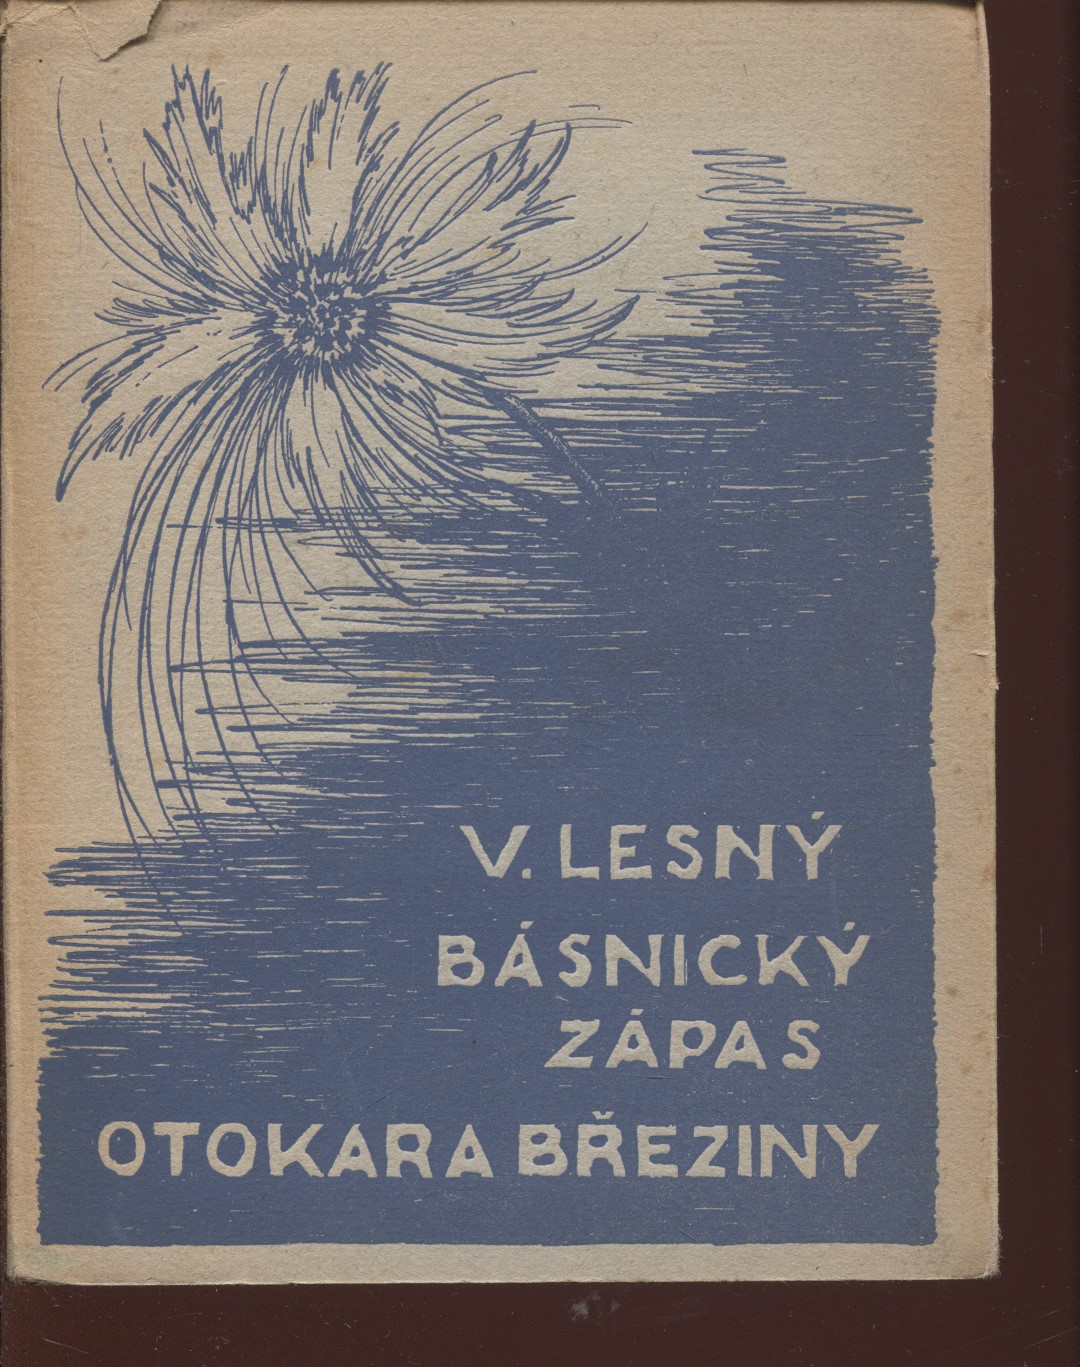 V. LESNÝ
BÁSNICKÝ
ZÁPAS
OTOKARA BŘEZINY